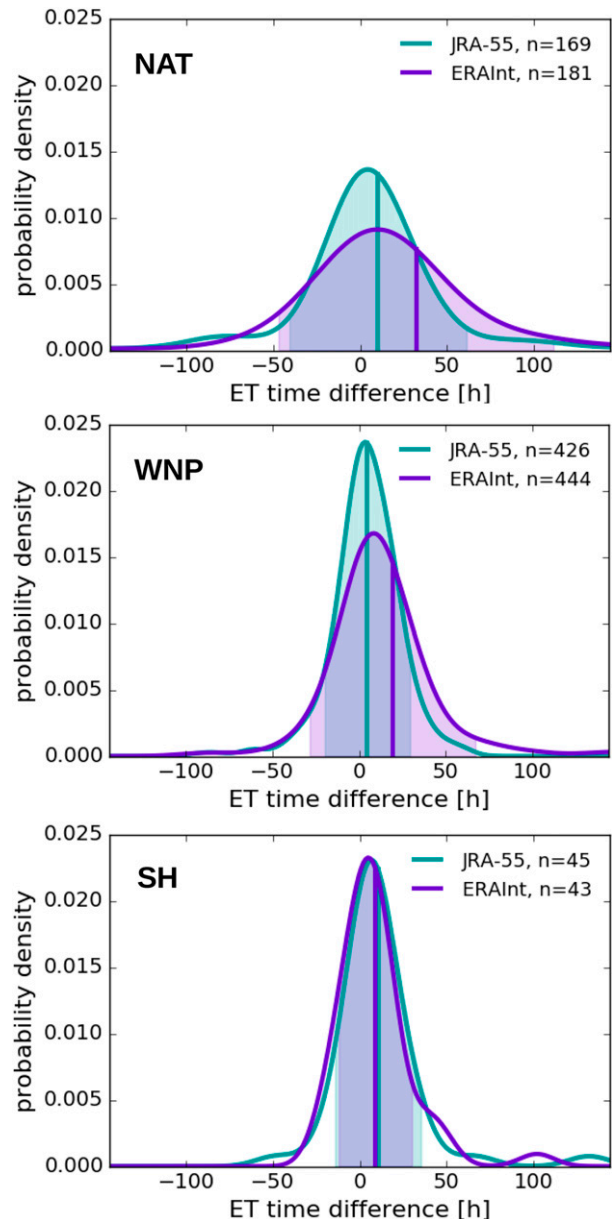 NAT
JRA-55, n=169
ERAInt, n=181
0.025
0.020
0.015
0.010
0.005
0.000
probability density
−100 −50 0 50 100
ET time difference [h]
WNP
JRA-55, n=426
ERAInt, n=444
0.025
0.020
0.015
0.010
0.005
0.000
probability density
−100 −50 0 50 100
ET time difference [h]
SH
JRA-55, n=45
ERAInt, n=43
0.025
0.020
0.015
0.010
0.005
0.000
probability density
−100 −50 0 50 100
ET time difference [h]